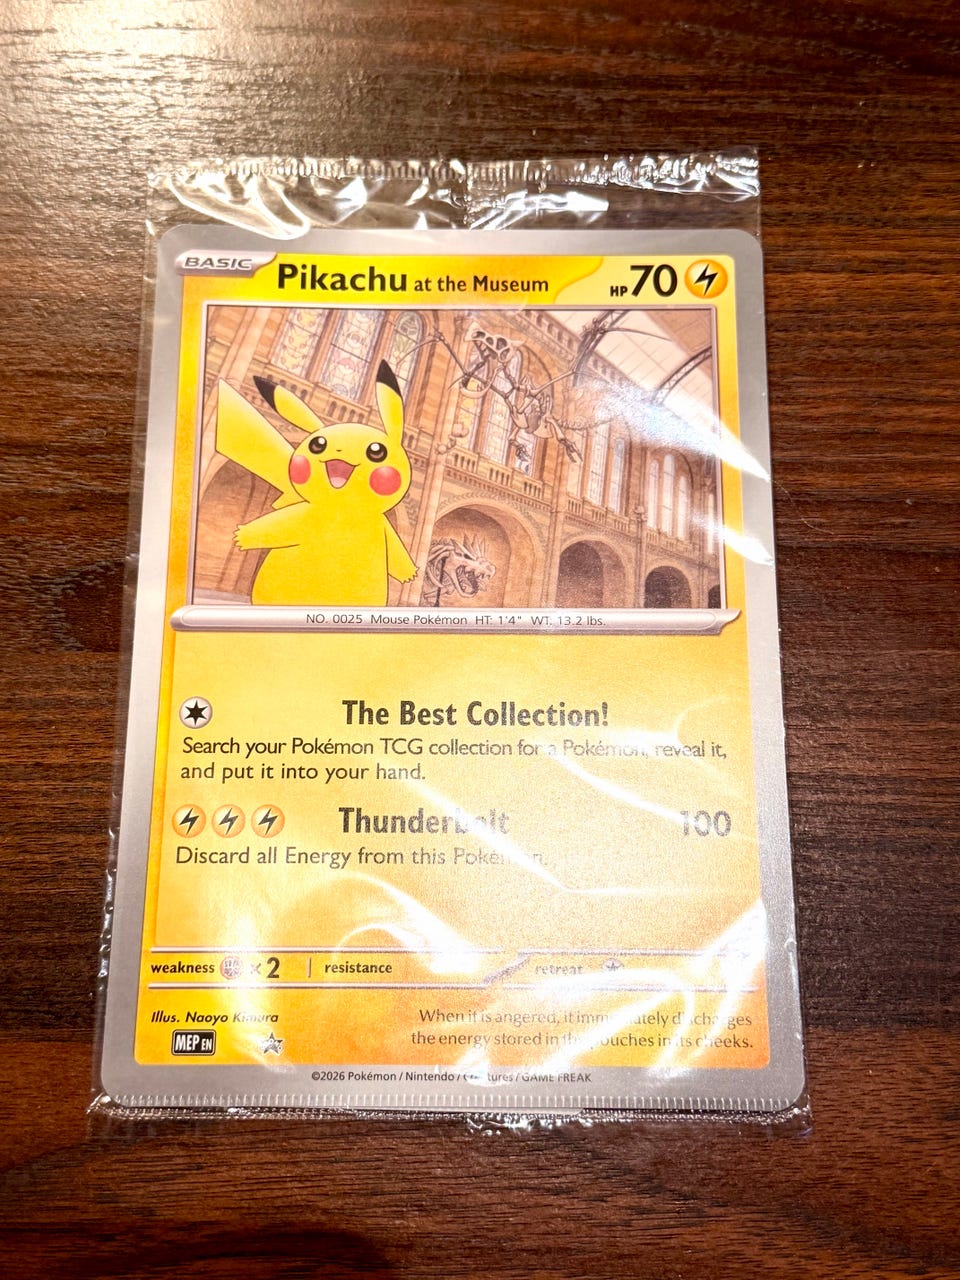 BASIC
Pikachu at the Museum HP 70
NO. 0025 Mouse Pokémon HT: 1'4" WT: 13.2 lbs.
The Best Collection!
Search your Pokémon TCG collection for a Pokémon, reveal it,
and put it into your hand.
Thunderbolt 100
Discard all Energy from this Pokémon.
weakness ×2 resistance retreat
Illus. Naoyo Kimura
When it is angered, it immediately discharges
the energy stored in the pouches in its cheeks.
MEP EN
©2026 Pokémon / Nintendo / Creatures / GAME FREAK